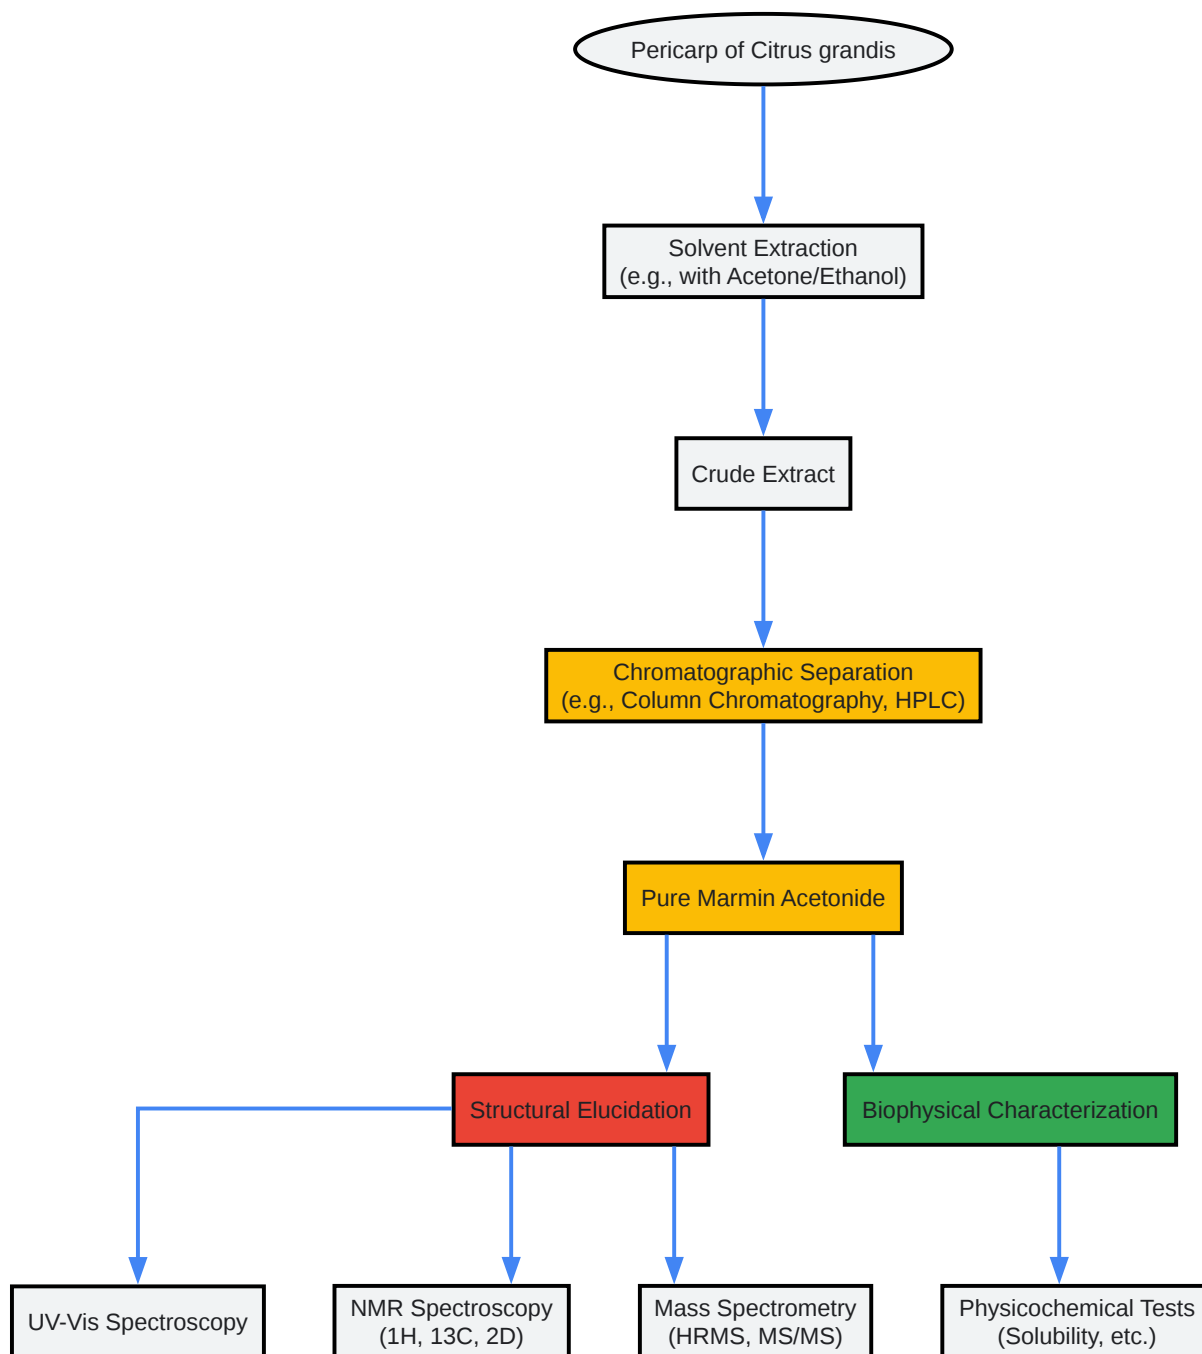 Pericarp of Citrus grandis
Solvent Extraction
(e.g., with Acetone/Ethanol)
Crude Extract
Chromatographic Separation
(e.g., Column Chromatography, HPLC)
Pure Marmin Acetonide
Structural Elucidation
Biophysical Characterization
UV-Vis Spectroscopy
NMR Spectroscopy
(1H, 13C, 2D)
Mass Spectrometry
(HRMS, MS/MS)
Physicochemical Tests
(Solubility, etc.)